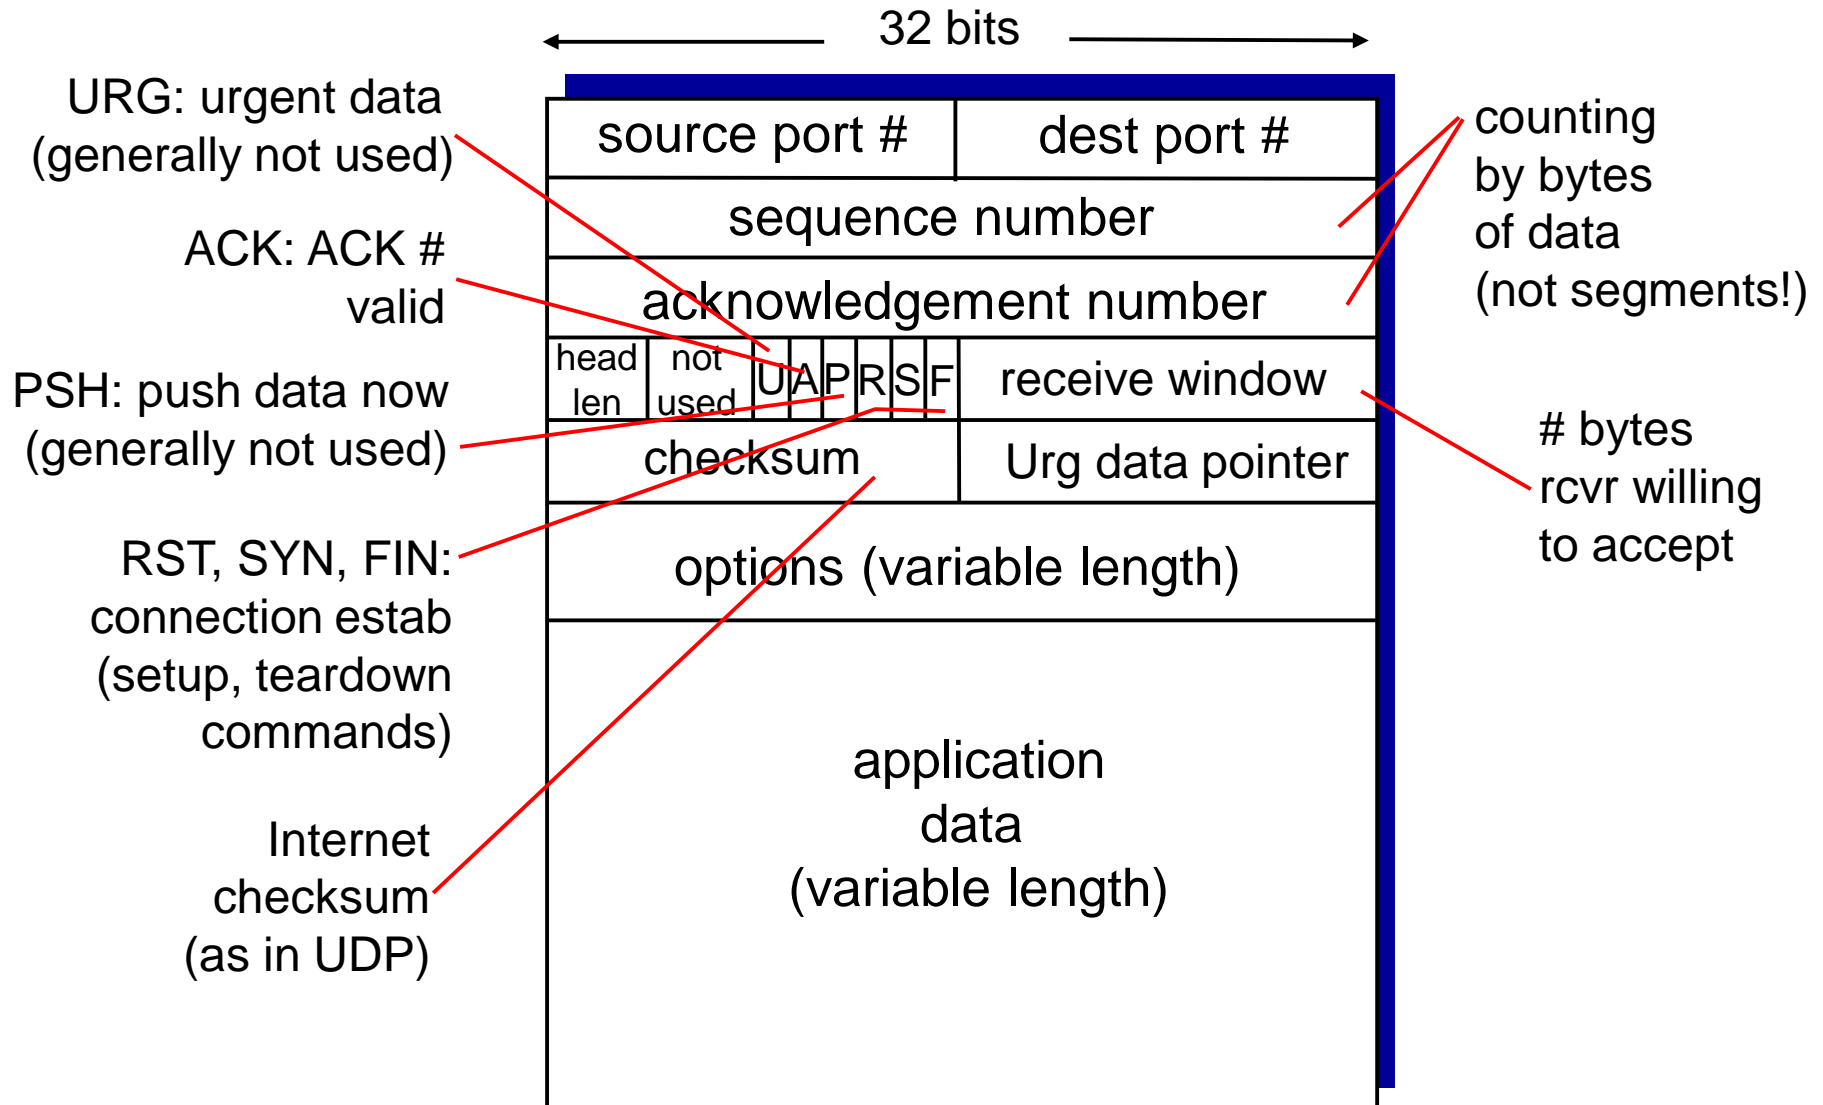 32 bits
URG: urgent data
(generally not used)
ACK: ACK #
valid
PSH: push data now
(generally not used)
RST, SYN, FIN:
connection estab
(setup, teardown
commands)
Internet
checksum
(as in UDP)
source port #
dest port #
sequence number
acknowledgement number
head
len
not
used
U
A
P
R
S
F
receive window
checksum
Urg data pointer
options (variable length)
application
data
(variable length)
counting
by bytes
of data
(not segments!)
# bytes
rcvr willing
to accept